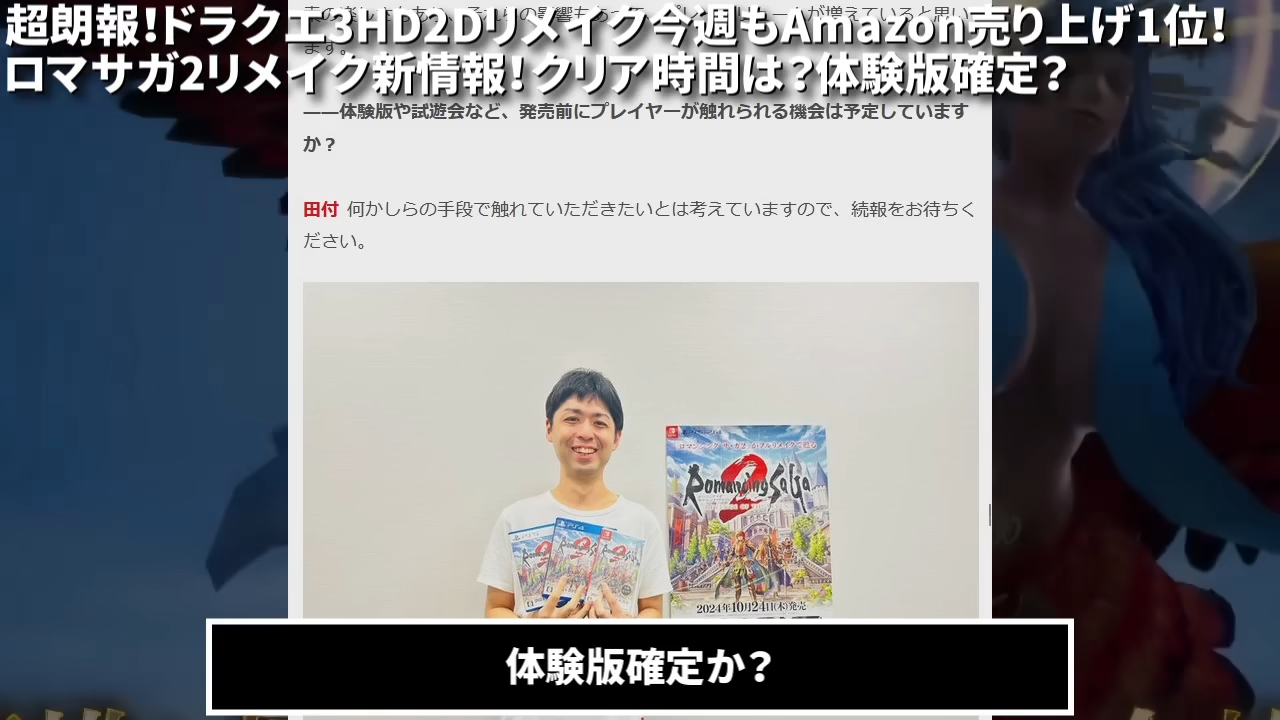 超朗報!ドラクエ3HD2Dリメイク今週もAmazon売り上げ1位!
ロマサガ2リメイク新情報!クリア時間は?体験版確定?
ます。
――体験版や試遊会など、発売前にプレイヤーが触れられる機会は予定しています
か?
田付 何かしらの手段で触れていただきたいとは考えていますので、続報をお待ちく
ださい。
Romancing SaGa
2
2024年10月24日(木)発売
PS4
体験版確定か?